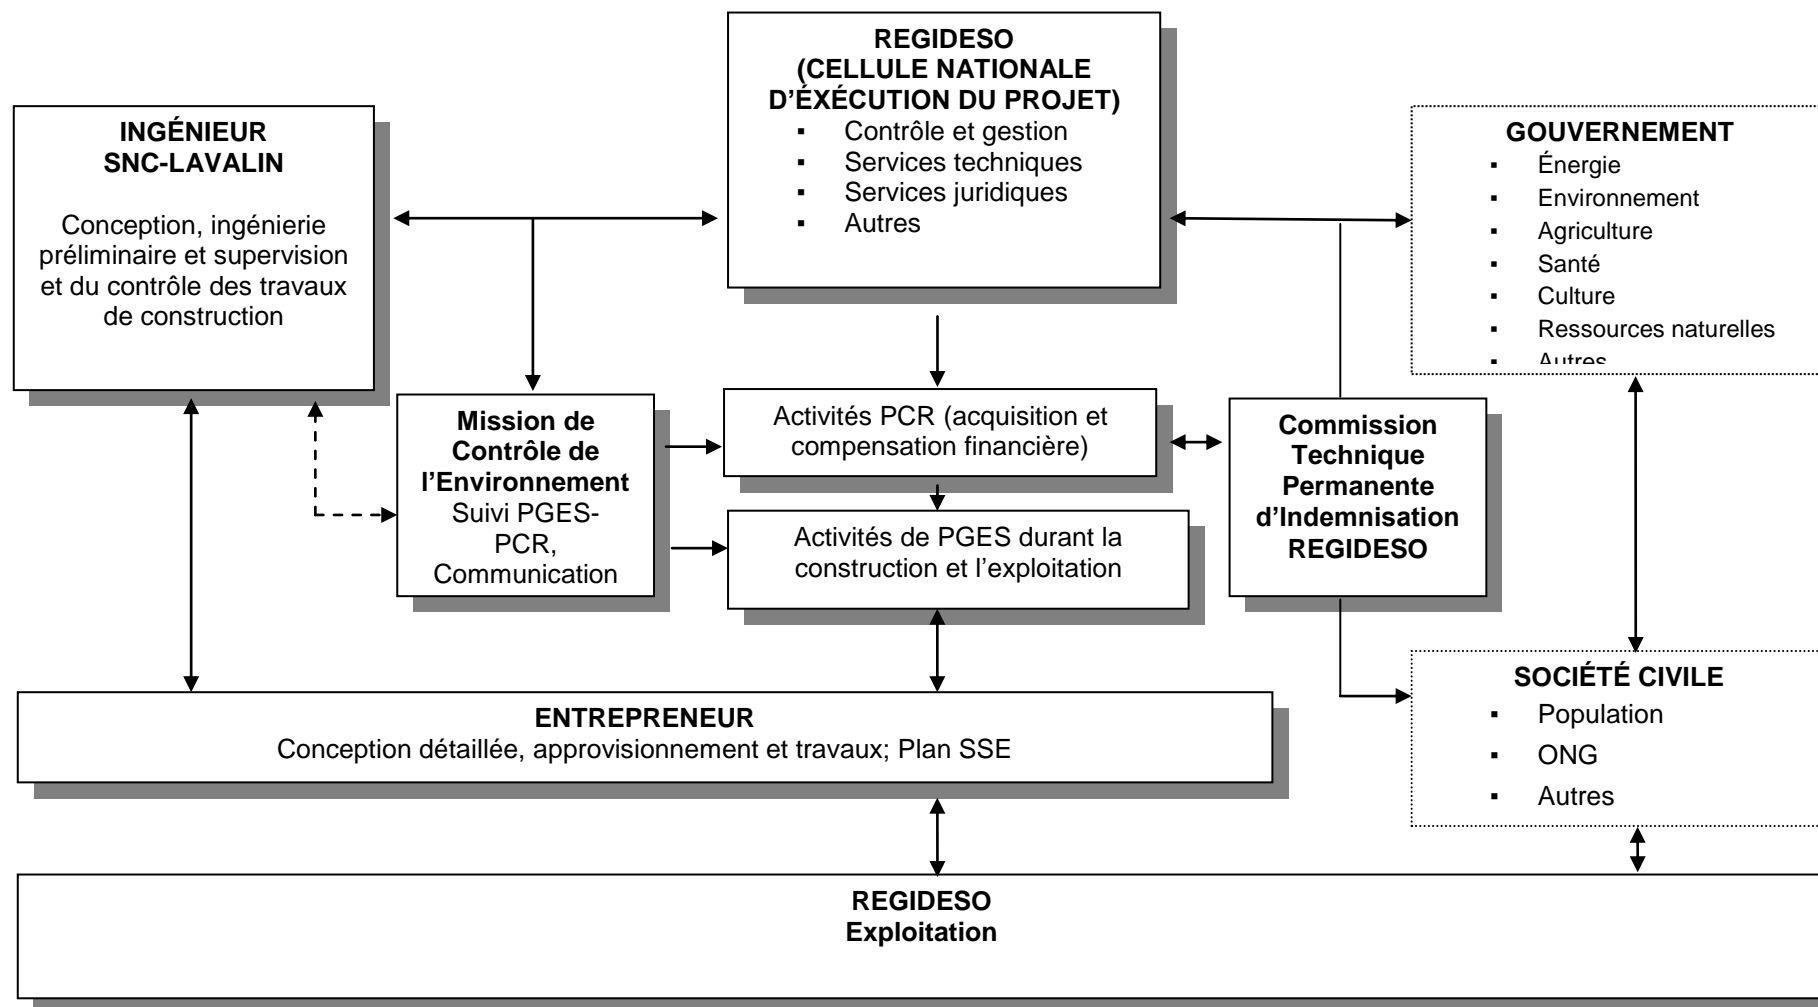 REGIDESO
(CELLULE NATIONALE
D’ÉXÉCUTION DU PROJET)
▪ Contrôle et gestion
▪ Services techniques
▪ Services juridiques
▪ Autres
INGÉNIEUR
SNC-LAVALIN
Conception, ingénierie
préliminaire et supervision
et du contrôle des travaux
de construction
GOUVERNEMENT
▪ Énergie
▪ Environnement
▪ Agriculture
▪ Santé
▪ Culture
▪ Ressources naturelles
▪ Autres
Mission de
Contrôle de
l’Environnement
Suivi PGES-
PCR,
Communication
Activités PCR (acquisition et
compensation financière)
Activités de PGES durant la
construction et l’exploitation
Commission
Technique
Permanente
d’Indemnisation
REGIDESO
ENTREPRENEUR
Conception détaillée, approvisionnement et travaux; Plan SSE
SOCIÉTÉ CIVILE
▪ Population
▪ ONG
▪ Autres
REGIDESO
Exploitation